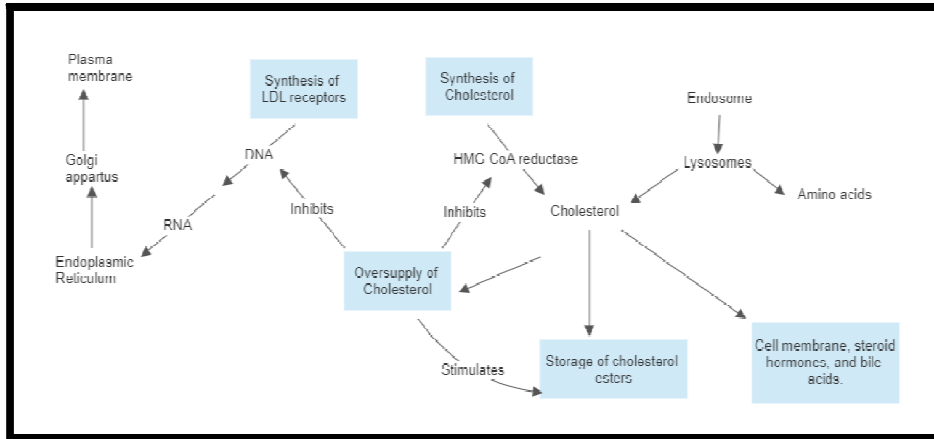 Plasma
membrane
Synthesis of
LDL receptors
Synthesis of
Cholesterol
Endosome
DNA
HMG CoA reductase
Lysosomes
Golgi
appartus
Amino acids
Inhibits
Inhibits
Cholesterol
RNA
Endoplasmic
Reliculum
Oversupply of
Cholesterol
Stimulates
Storage of cholesterol
esters
Cell membrane, steroid
hormones, and bile
acids.